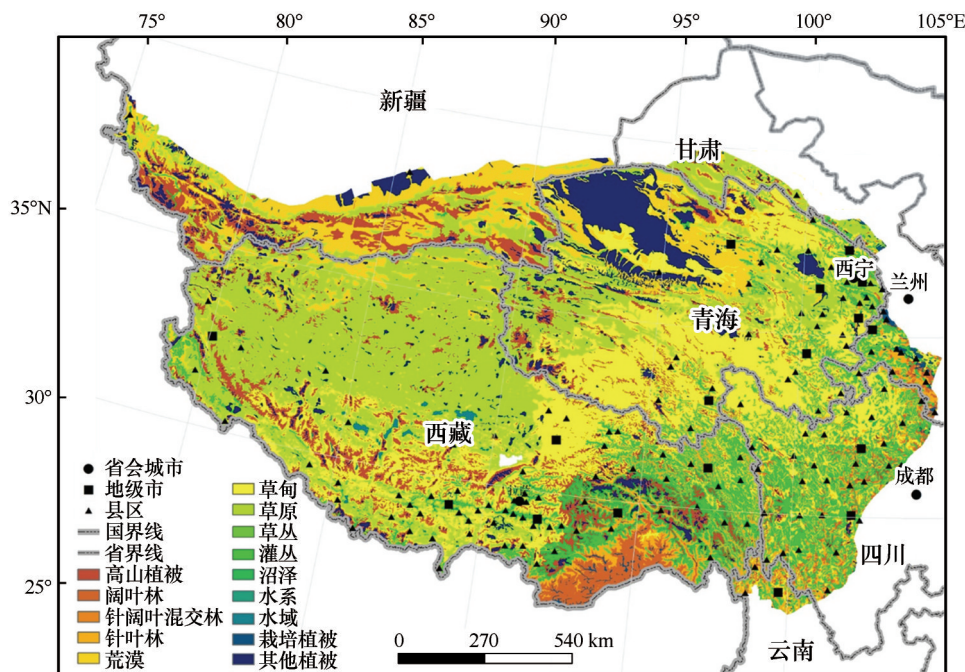 75° 80° 85° 90° 95° 100° 105°E
新疆
甘肃
35°N
西宁
兰州
青海
30°
西藏
成都
四川
云南
25°
省会城市
地级市
县区
国界线
省界线
高山植被
阔叶林
针阔叶混交林
针叶林
荒漠
草甸
草原
草丛
灌丛
沼泽
水系
水域
栽培植被
其他植被
0 270 540 km